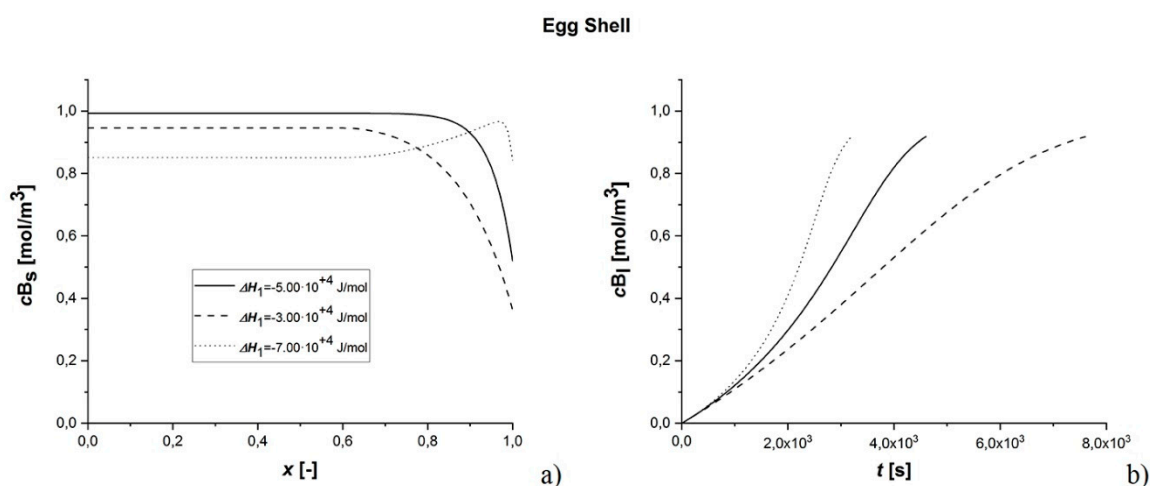 Egg Shell
cBs [mol/m³]
1,0
0,8
0,6
0,4
0,2
0,0
ΔH₁=-5.00·10⁺⁴ J/mol
ΔH₁=-3.00·10⁺⁴ J/mol
ΔH₁=-7.00·10⁺⁴ J/mol
0,0 0,2 0,4 0,6 0,8 1,0
x [-]
a)
cBl [mol/m³]
1,0
0,8
0,6
0,4
0,2
0,0
0,0 2,0x10³ 4,0x10³ 6,0x10³ 8,0x10³
t [s]
b)